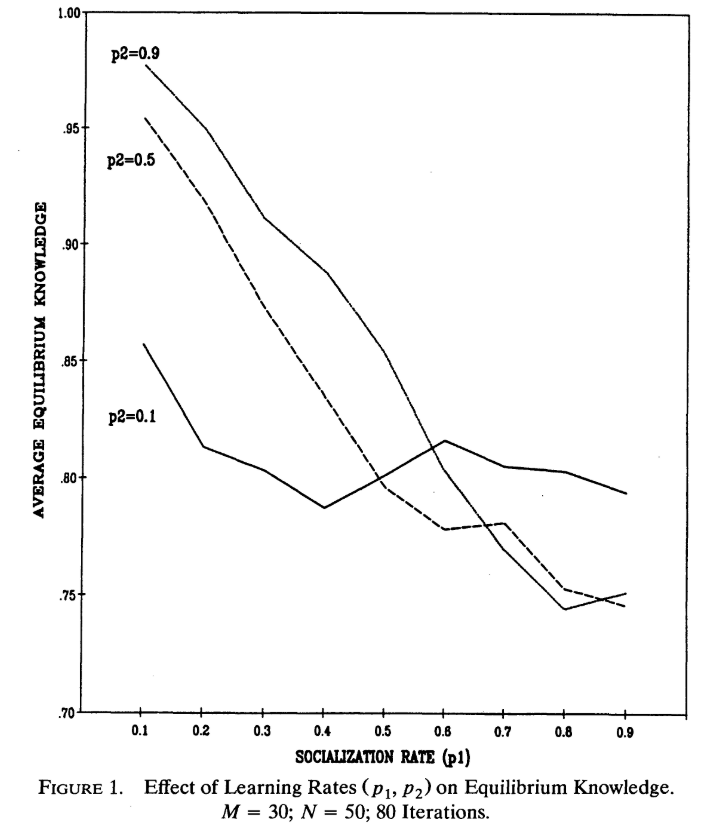 1.00
p2=0.9
.95
p2=0.5
.90
.85
p2=0.1
.80
.75
.70
AVERAGE EQUILIBRIUM KNOWLEDGE
0.1 0.2 0.3 0.4 0.5 0.6 0.7 0.8 0.9
SOCIALIZATION RATE (p1)
FIGURE 1. Effect of Learning Rates (p₁, p₂) on Equilibrium Knowledge.
M = 30; N = 50; 80 Iterations.